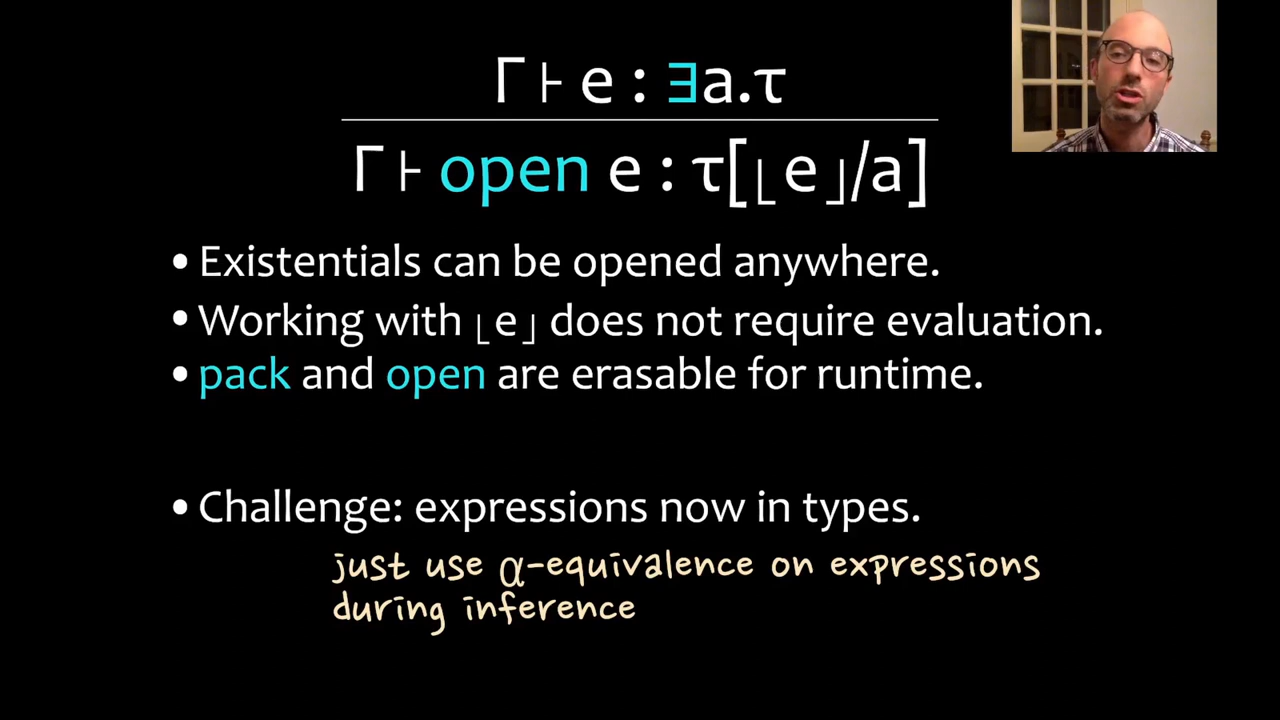 Γ ⊢ e : ∃a.τ
Γ ⊢ open e : τ[⌊e⌋/a]
•Existentials can be opened anywhere.
•Working with ⌊e⌋ does not require evaluation.
•pack and open are erasable for runtime.
•Challenge: expressions now in types.
just use α-equivalence on expressions
during inference